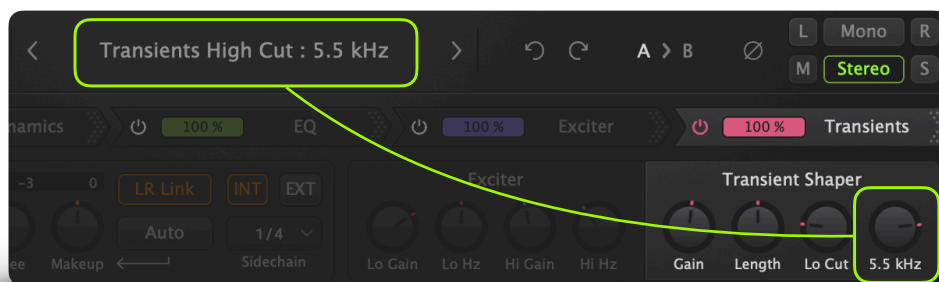 Transients High Cut : 5.5 kHz
A B
L Mono R
M Stereo S
namics
100 % EQ
100 % Exciter
100 % Transients
-3 0
LR Link INT EXT
Auto 1/4
ee Makeup Sidechain
Exciter
Lo Gain Lo Hz Hi Gain Hi Hz
Transient Shaper
Gain Length Lo Cut 5.5 kHz